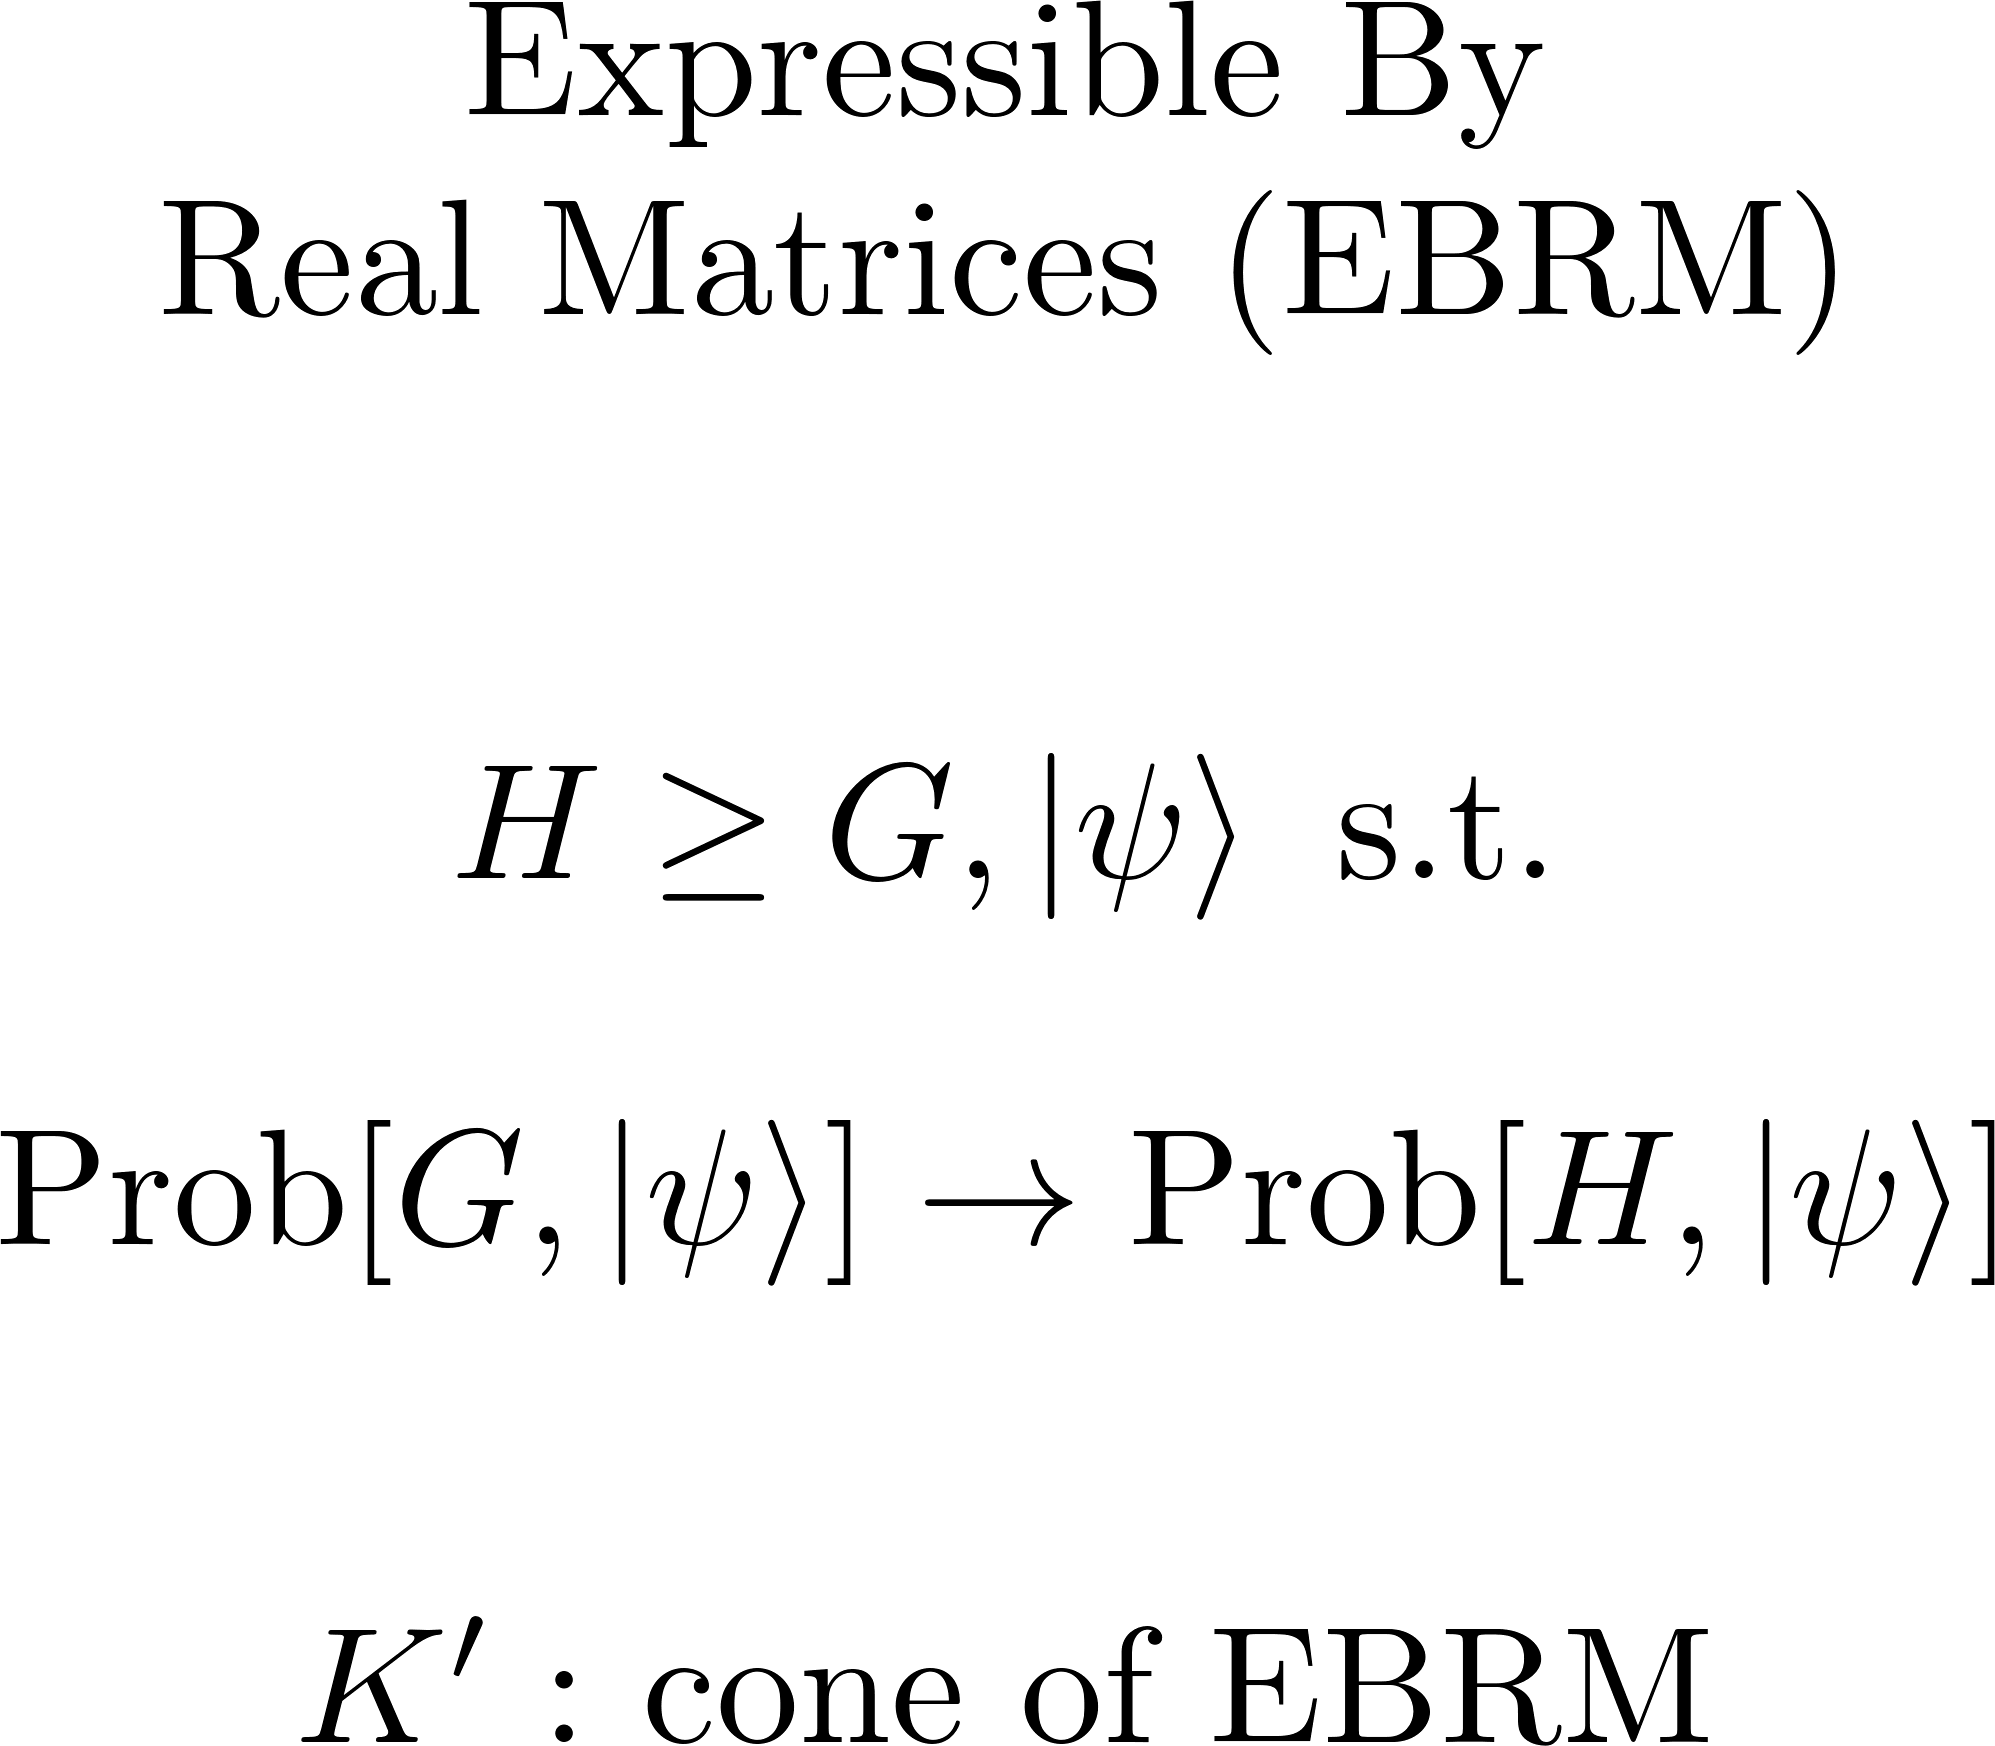 Expressible By
Real Matrices (EBRM)
H ≥ G, |ψ⟩ s.t.
Prob[G, |ψ⟩] → Prob[H, |ψ⟩]
K′ : cone of EBRM